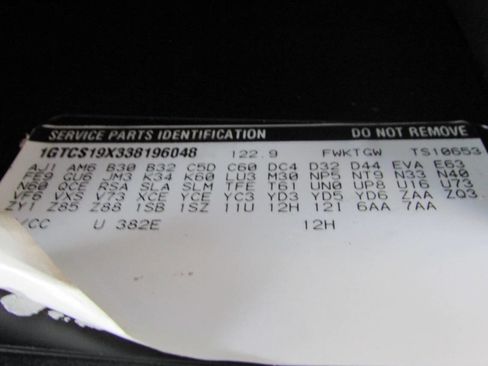 SERVICE PARTS IDENTIFICATION DO NOT REMOVE
1GTCS19X338196048 122.9 FWKTGW TS10653
AJ1 AM6 B30 B32 C5D C60 DC4 D32 D44 EVA E63
FE9 GU6 JM3 J34 K60 LU3 M30 NP5 NT9 N33 N40
N60 QCE RSA SLA SLM TFE T61 UN0 UP8 U16 U73
VF6 VXS V73 XCE YCE YC3 YD3 YD5 YD6 ZAA ZQ3
ZY7 Z85 Z88 1SB 1SZ 11U 12H 12I 6AA 7AA
/CC U 382E 12H